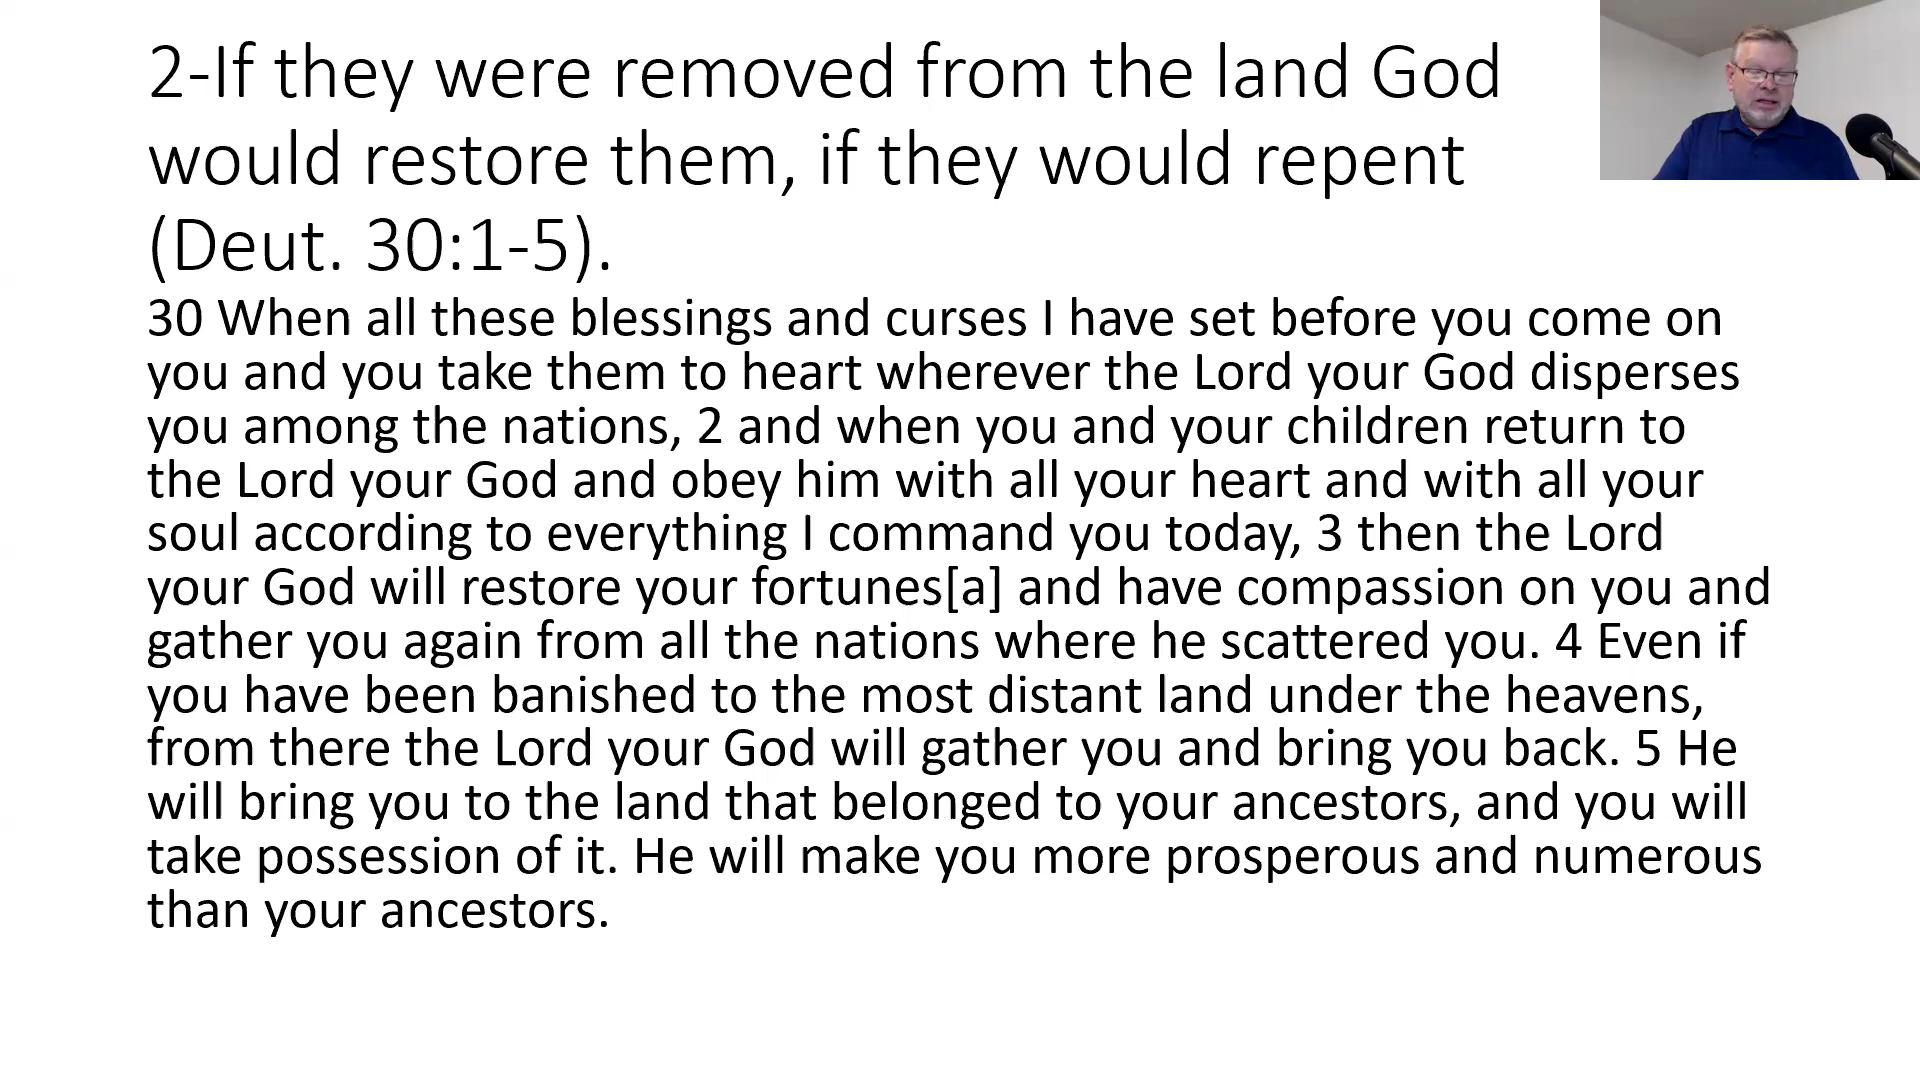 2-If they were removed from the land God
would restore them, if they would repent
(Deut. 30:1-5).
30 When all these blessings and curses I have set before you come on
you and you take them to heart wherever the Lord your God disperses
you among the nations, 2 and when you and your children return to
the Lord your God and obey him with all your heart and with all your
soul according to everything I command you today, 3 then the Lord
your God will restore your fortunes[a] and have compassion on you and
gather you again from all the nations where he scattered you. 4 Even if
you have been banished to the most distant land under the heavens,
from there the Lord your God will gather you and bring you back. 5 He
will bring you to the land that belonged to your ancestors, and you will
take possession of it. He will make you more prosperous and numerous
than your ancestors.